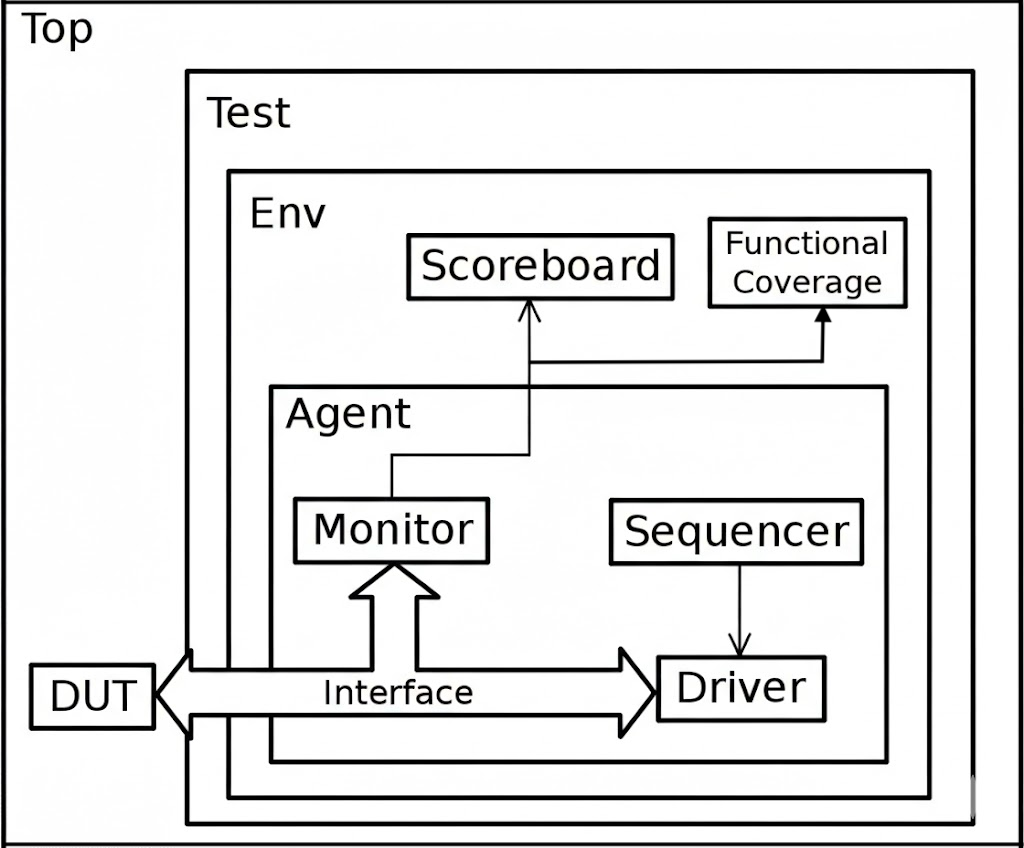 Top
Test
Env
Scoreboard
Functional
Coverage
Agent
Monitor
Sequencer
DUT
Interface
Driver